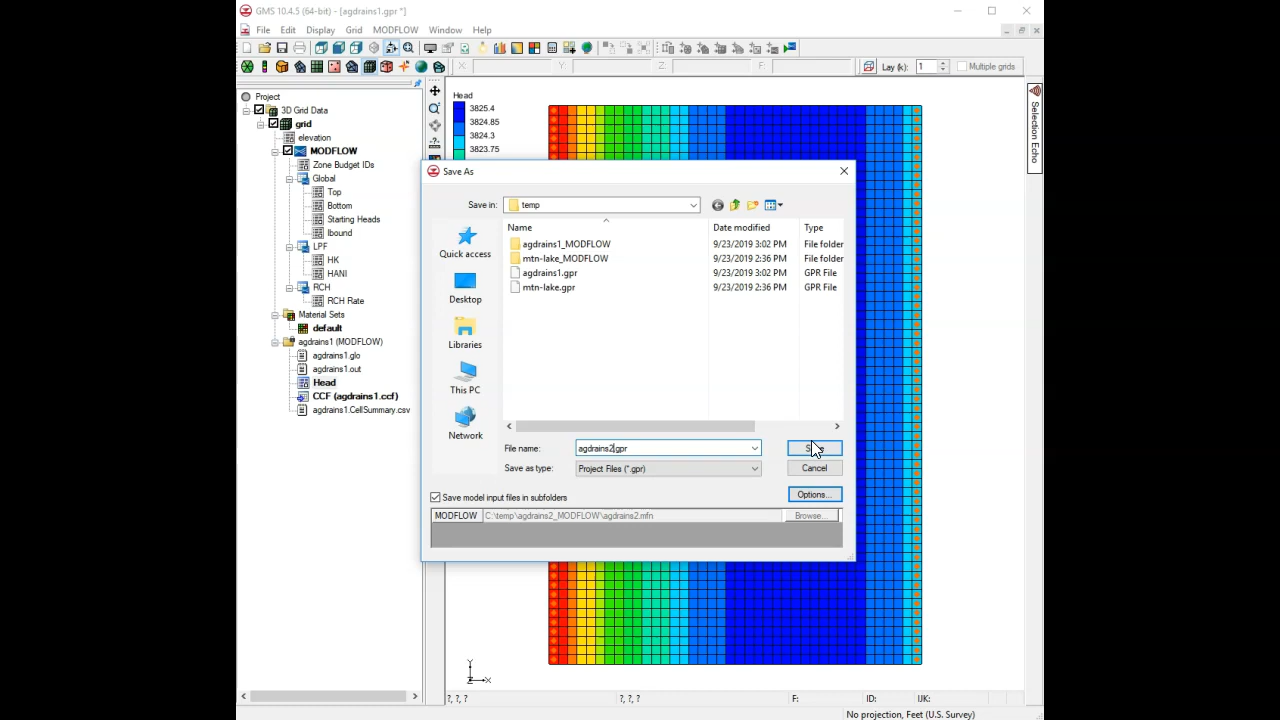 GMS 10.4.5 (64-bit) - [agdrains1.gpr *]
File Edit Display Grid MODFLOW Window Help
X: Y: Z: F: Lay (k): 1 Multiple grids
Project
3D Grid Data
grid
elevation
MODFLOW
Zone Budget IDs
Global
Top
Bottom
Starting Heads
Ibound
LPF
HK
HANI
RCH
RCH Rate
Material Sets
default
agdrains1 (MODFLOW)
agdrains1.glo
agdrains1.out
Head
CCF (agdrains1.ccf)
agdrains1.CellSummary.csv
Head
3825.4
3824.85
3824.3
3823.75
Selection Echo
Save As
Save in: temp
Name Date modified Type
agdrains1_MODFLOW 9/23/2019 3:02 PM File folder
mtn-lake_MODFLOW 9/23/2019 2:36 PM File folder
agdrains1.gpr 9/23/2019 3:02 PM GPR File
mtn-lake.gpr 9/23/2019 2:36 PM GPR File
Quick access
Desktop
Libraries
This PC
Network
File name: agdrains2.gpr
Save as type: Project Files (*.gpr) Cancel
Options...
Save model input files in subfolders
MODFLOW C:\temp\agdrains2_MODFLOW\agdrains2.mfn Browse...
Y
Z X
?, ?, ? ?, ?, ? F: ID: IJK:
No projection, Feet (U.S. Survey)